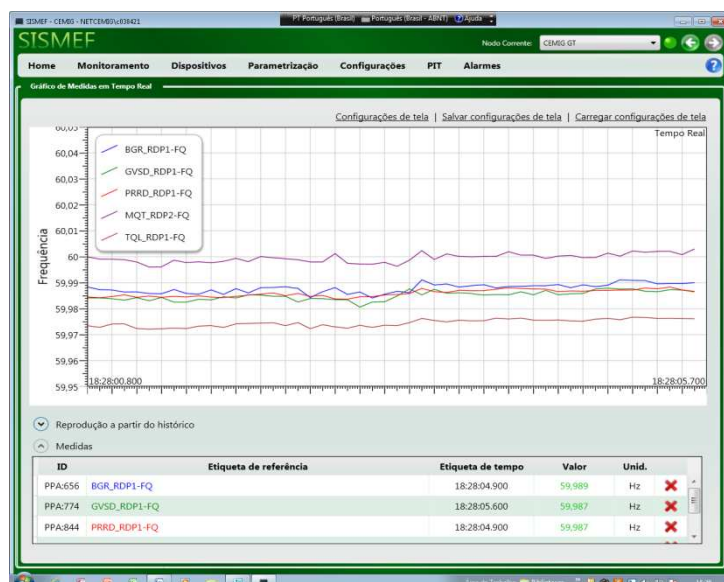 SISMEF - CEMIG - NETCEMIG\c030421
PT Português (Brasil) Português (Brasil - ABNT) Ajuda
SISMEF
Nodo Corrente: CEMIG GT
Home Monitoramento Dispositivos Parametrização Configurações PIT Alarmes
Gráfico de Medidas em Tempo Real
Configurações de tela | Salvar configurações de tela | Carregar configurações de tela
Tempo Real
60,05
60,04
60,03
60,02
60,01
60
59,99
59,98
59,97
59,96
59,95
Frequência
BGR_RDP1-FQ
GVSD_RDP1-FQ
PRRD_RDP1-FQ
MQT_RDP2-FQ
TQL_RDP1-FQ
18:28:00.800 18:28:05.700
Reprodução a partir do histórico
Medidas
ID Etiqueta de referência Etiqueta de tempo Valor Unid.
PPA:656 BGR_RDP1-FQ 18:28:04.900 59,989 Hz
PPA:774 GVSD_RDP1-FQ 18:28:05.600 59,987 Hz
PPA:844 PRRD_RDP1-FQ 18:28:04.900 59,987 Hz